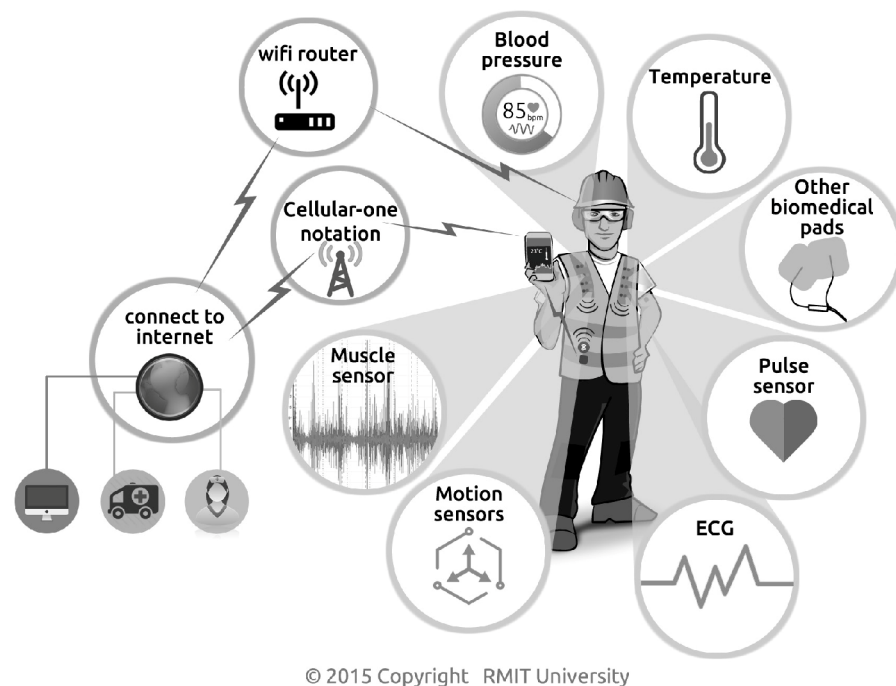 wifi router
Blood
pressure
85
bpm
Temperature
Other
biomedical
pads
Cellular-one
notation
23°C
connect to
internet
Muscle
sensor
Pulse
sensor
Motion
sensors
ECG
© 2015 Copyright RMIT University